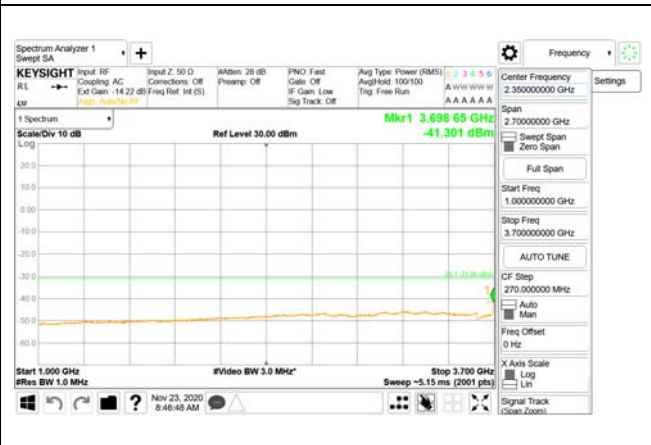 Spectrum Analyzer 1
Swept SA
Frequency
KEYSIGHT
Input: RF
Coupling: AC
Ext Gain: -14.22 dB
Align: Auto/No RF
Input Z: 50 Ω
Corrections: Off
Freq Ref: Int (S)
#Atten: 28 dB
Preamp: Off
PNO: Fast
Gate: Off
IF Gain: Low
Sig Track: Off
Avg Type: Power (RMS)
Avg|Hold: 100/100
Trig: Free Run
1 2 3 4 5 6
A W W W W W
A A A A A A
R L
1 Spectrum
Scale/Div 10 dB
Ref Level 30.00 dBm
Mkr1 3.698 65 GHz
-41.301 dBm
Log
20.0
10.0
0.00
-10.0
-20.0
-30.0
-40.0
-50.0
-60.0
1
Start 1.000 GHz
#Video BW 3.0 MHz*
Stop 3.700 GHz
#Res BW 1.0 MHz
Sweep ~5.15 ms (2001 pts)
Nov 23, 2020
8:46:48 AM
?
Center Frequency
2.350000000 GHz
Settings
Span
2.70000000 GHz
Swept Span
Zero Span
Full Span
Start Freq
1.000000000 GHz
Stop Freq
3.700000000 GHz
AUTO TUNE
CF Step
270.000000 MHz
Auto
Man
Freq Offset
0 Hz
X Axis Scale
Log
Lin
Signal Track
(Span Zoom)